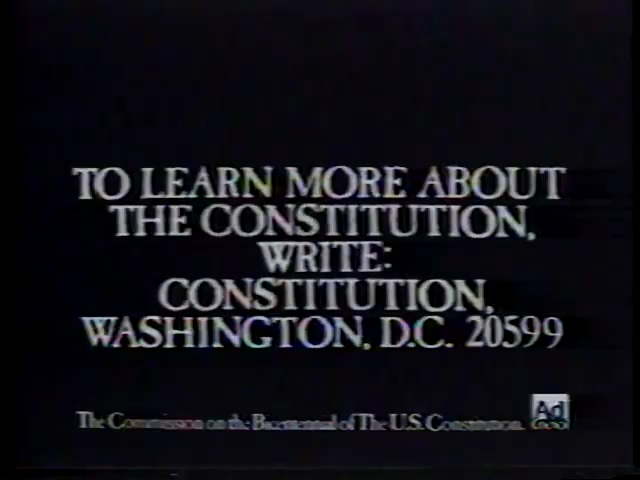 TO LEARN MORE ABOUT
THE CONSTITUTION,
WRITE:
CONSTITUTION,
WASHINGTON, D.C. 20599
The Commission on the Bicentennial of The U.S. Constitution.
Ad